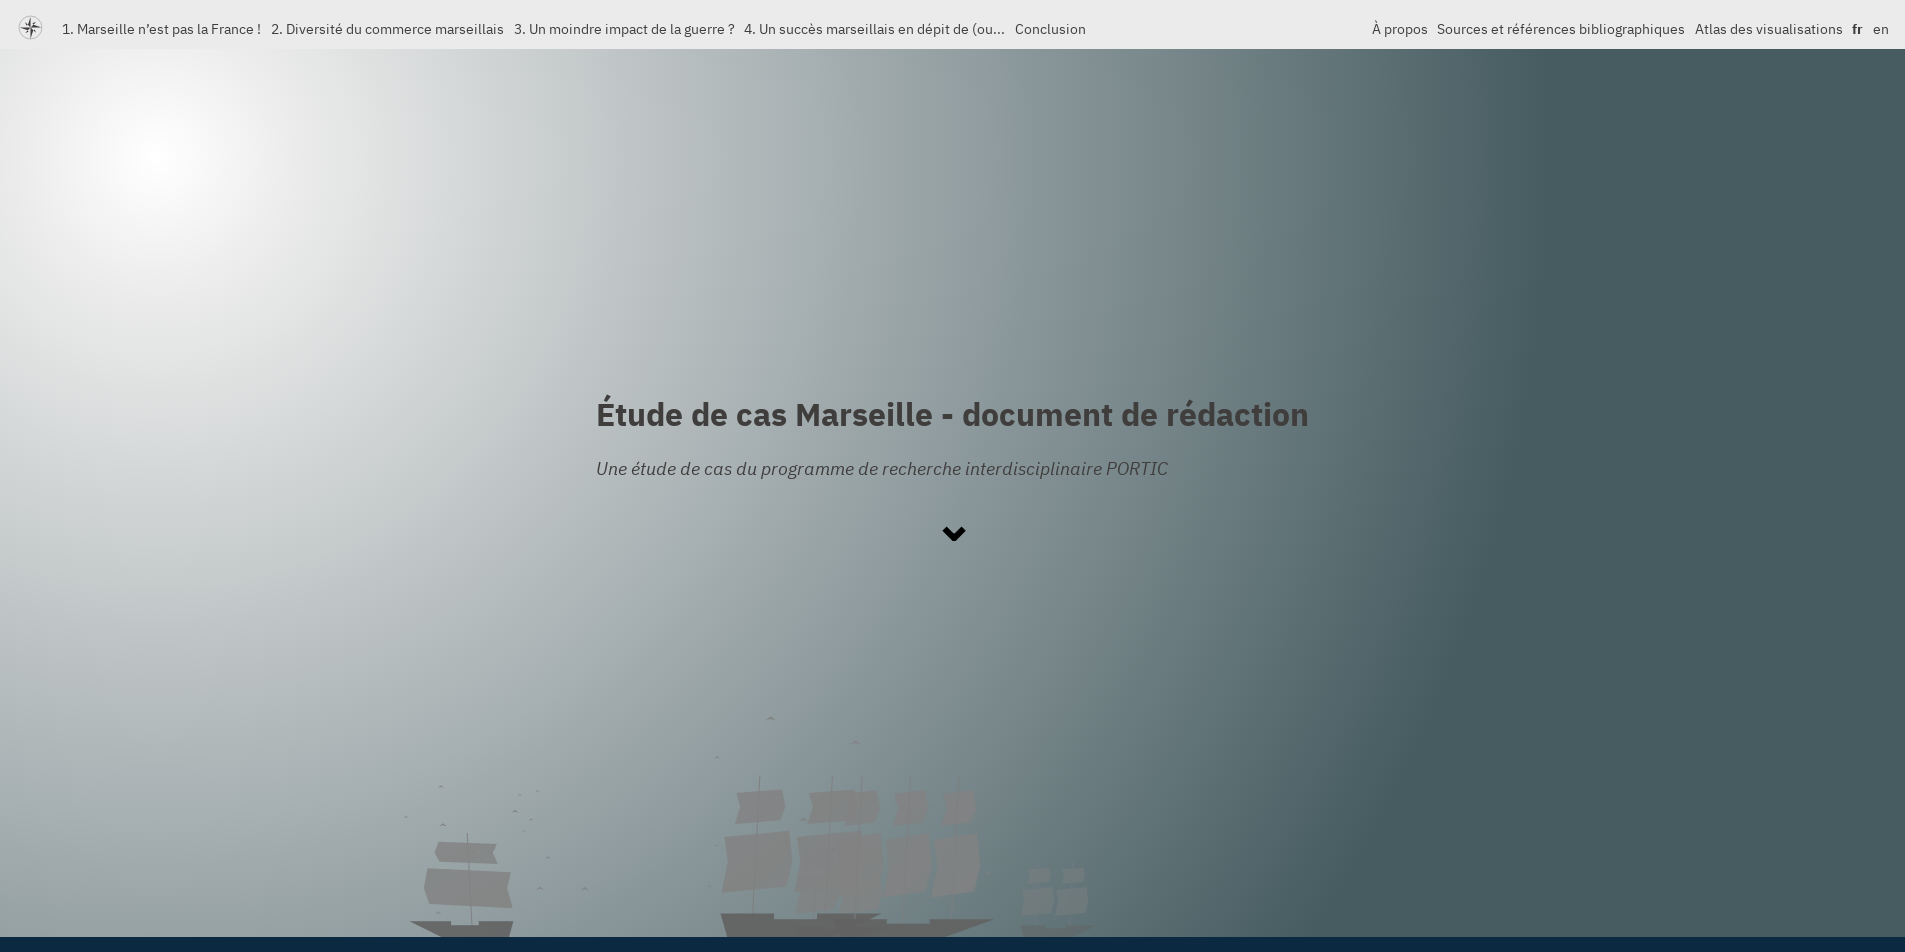 1. Marseille n’est pas la France ! 2. Diversité du commerce marseillais 3. Un moindre impact de la guerre ? 4. Un succès marseillais en dépit de (ou... Conclusion À propos Sources et références bibliographiques Atlas des visualisations fr en
Étude de cas Marseille - document de rédaction
Une étude de cas du programme de recherche interdisciplinaire PORTIC